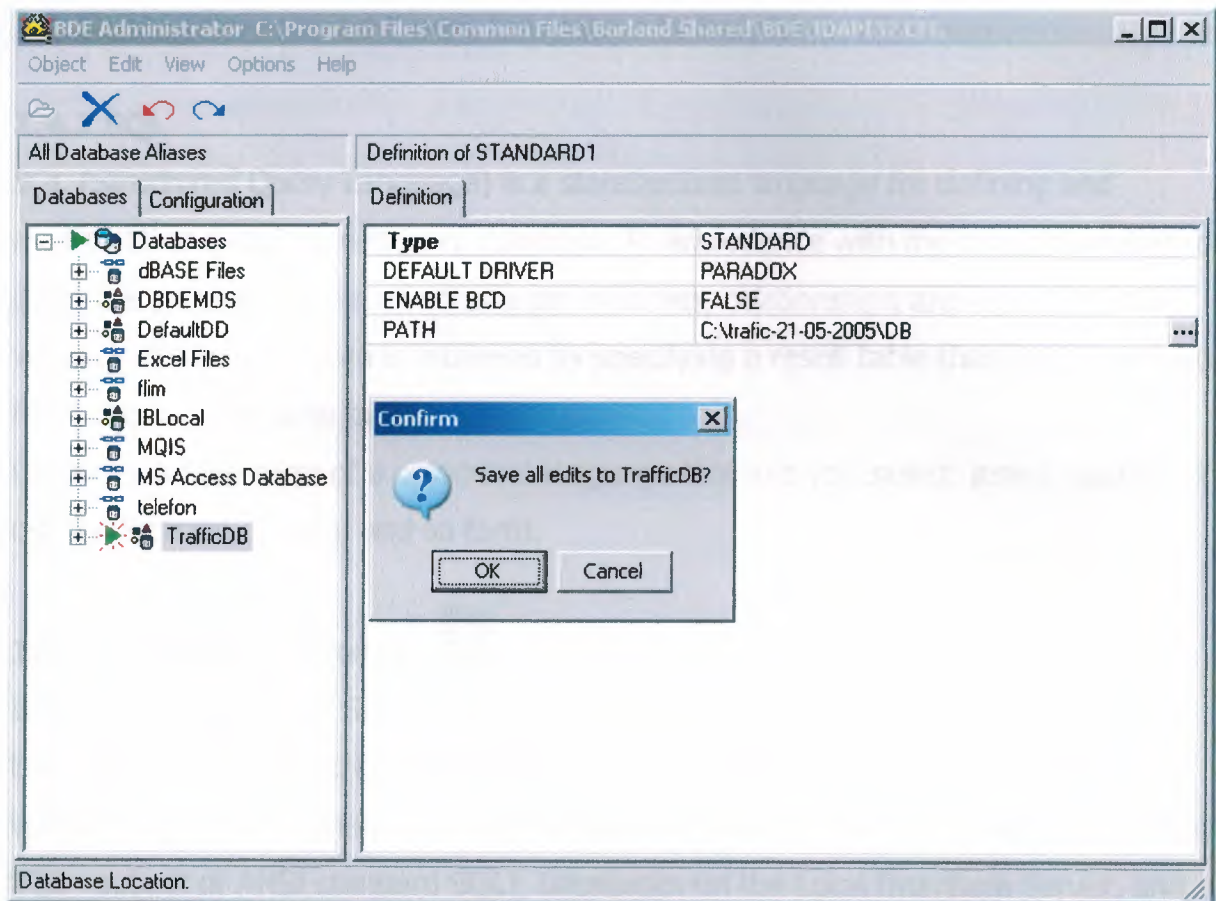 BDE Administrator C:\Program Files\Common Files\Borland Shared\BDE\IDAPI32.CFG
Object Edit View Options Help
All Database Aliases
Definition of STANDARD1
Databases
Configuration
Definition
Databases
dBASE Files
DBDEMOS
DefaultDD
Excel Files
flim
IBLocal
MQIS
MS Access Database
telefon
TrafficDB
Type STANDARD
DEFAULT DRIVER PARADOX
ENABLE BCD FALSE
PATH C:\trafic-21-05-2005\DB
...
Confirm
Save all edits to TrafficDB?
OK
Cancel
Database Location.